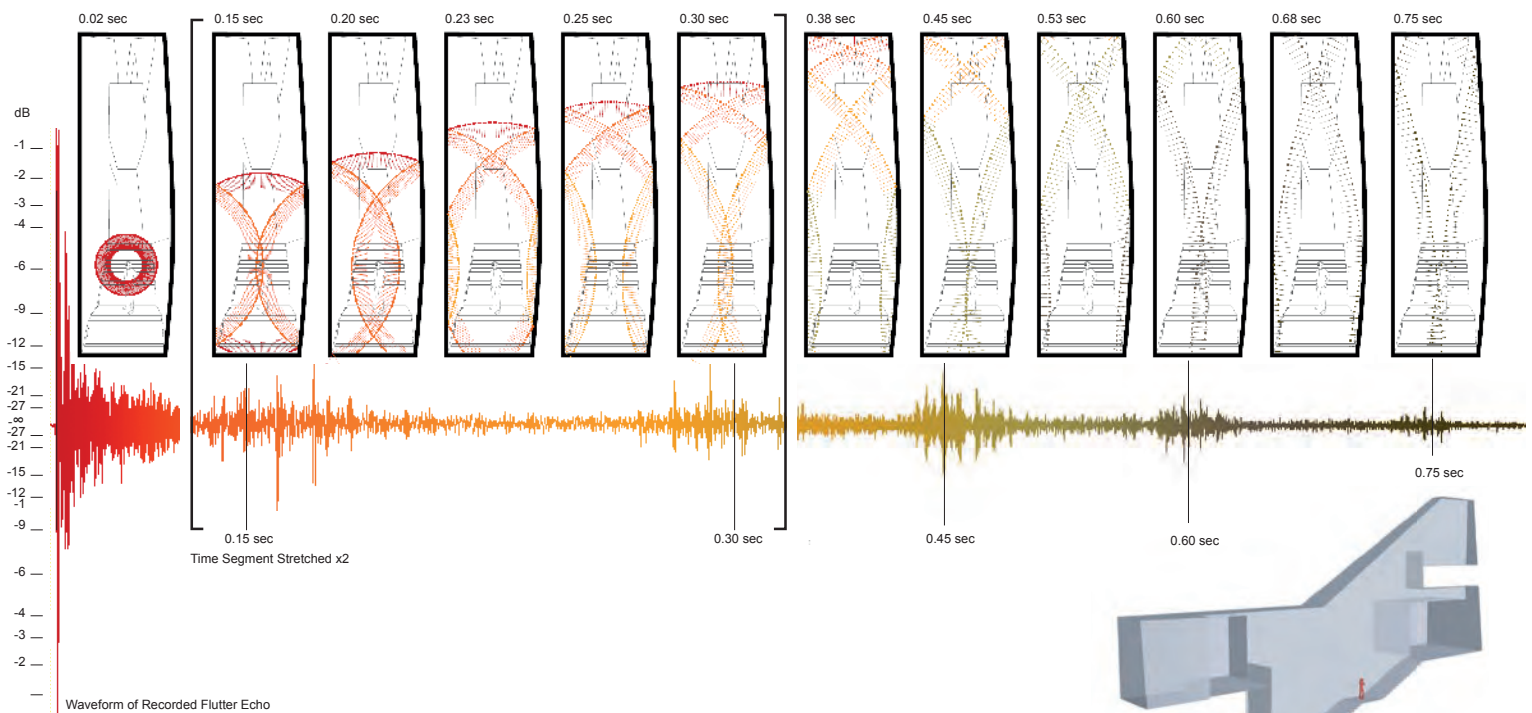 0.02 sec
0.15 sec
0.20 sec
0.23 sec
0.25 sec
0.30 sec
0.38 sec
0.45 sec
0.53 sec
0.60 sec
0.68 sec
0.75 sec
dB
-1
-2
-3
-4
-6
-9
-12
-15
-21
-27
-∞
-27
-21
-15
-12
-1
-9
-6
-4
-3
-2
0.15 sec
0.30 sec
0.45 sec
0.60 sec
0.75 sec
Time Segment Stretched x2
Waveform of Recorded Flutter Echo